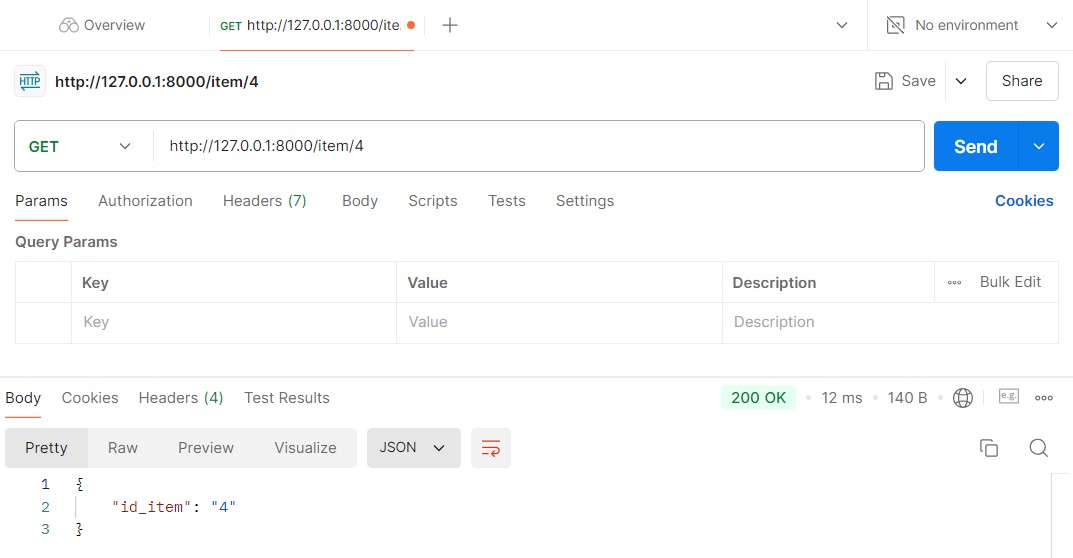 Overview GET http://127.0.0.1:8000/ite. No environment
HTTP http://127.0.0.1:8000/item/4 Save Share
GET http://127.0.0.1:8000/item/4 Send
Params Authorization Headers (7) Body Scripts Tests Settings Cookies
Query Params
Key Value Description Bulk Edit
Key Value Description
Body Cookies Headers (4) Test Results 200 OK 12 ms 140 B e.g.
Pretty Raw Preview Visualize JSON
1 {
2 "id_item": "4"
3 }